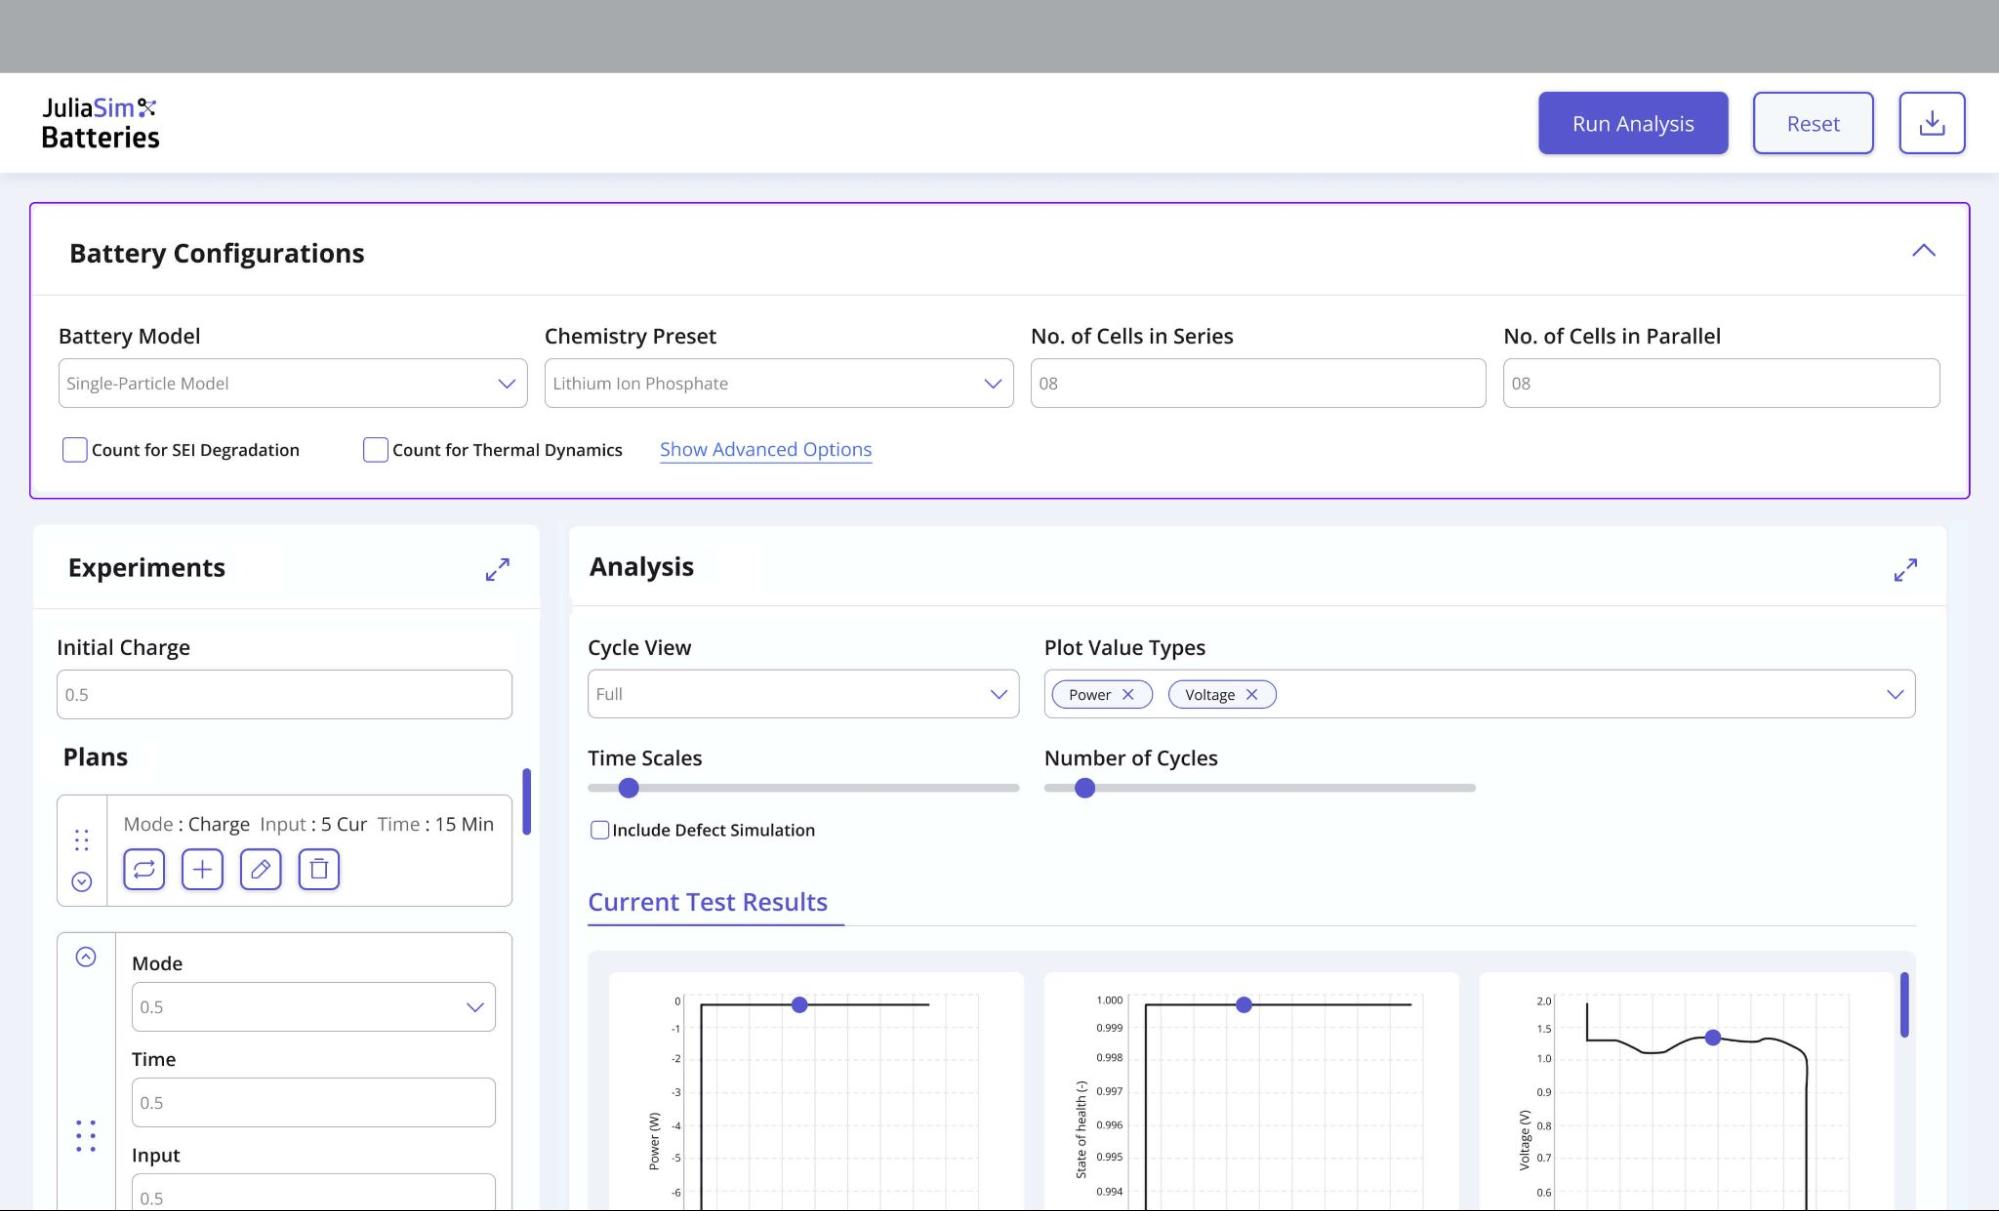 JuliaSim
Batteries
Run Analysis
Reset
Battery Configurations
Battery Model
Chemistry Preset
No. of Cells in Series
No. of Cells in Parallel
Single-Particle Model
Lithium Ion Phosphate
08
08
Count for SEI Degradation
Count for Thermal Dynamics
Show Advanced Options
Experiments
Initial Charge
0.5
Plans
Mode : Charge Input : 5 Cur Time : 15 Min
Mode
0.5
Time
0.5
Input
0.5
Analysis
Cycle View
Full
Plot Value Types
Power
Voltage
Time Scales
Number of Cycles
Include Defect Simulation
Current Test Results
Power (W)
0
-1
-2
-3
-4
-5
-6
State of health (-)
1.000
0.999
0.998
0.997
0.996
0.995
0.994
Voltage (V)
2.0
1.5
1.0
0.9
0.8
0.7
0.6